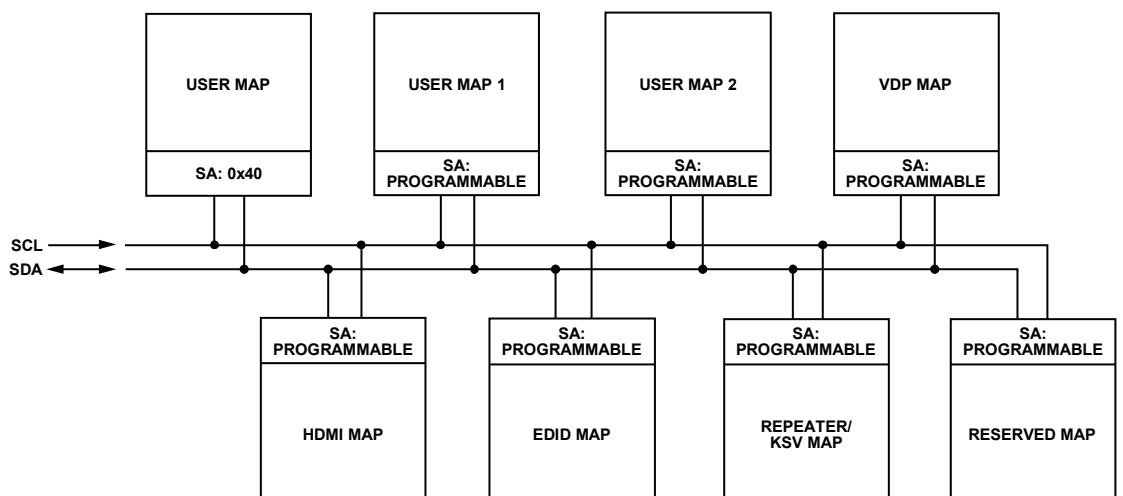 USER MAP
SA: 0x40
USER MAP 1
SA:
PROGRAMMABLE
USER MAP 2
SA:
PROGRAMMABLE
VDP MAP
SA:
PROGRAMMABLE
SCL
SDA
SA:
PROGRAMMABLE
HDMI MAP
SA:
PROGRAMMABLE
EDID MAP
SA:
PROGRAMMABLE
REPEATER/
KSV MAP
SA:
PROGRAMMABLE
RESERVED MAP